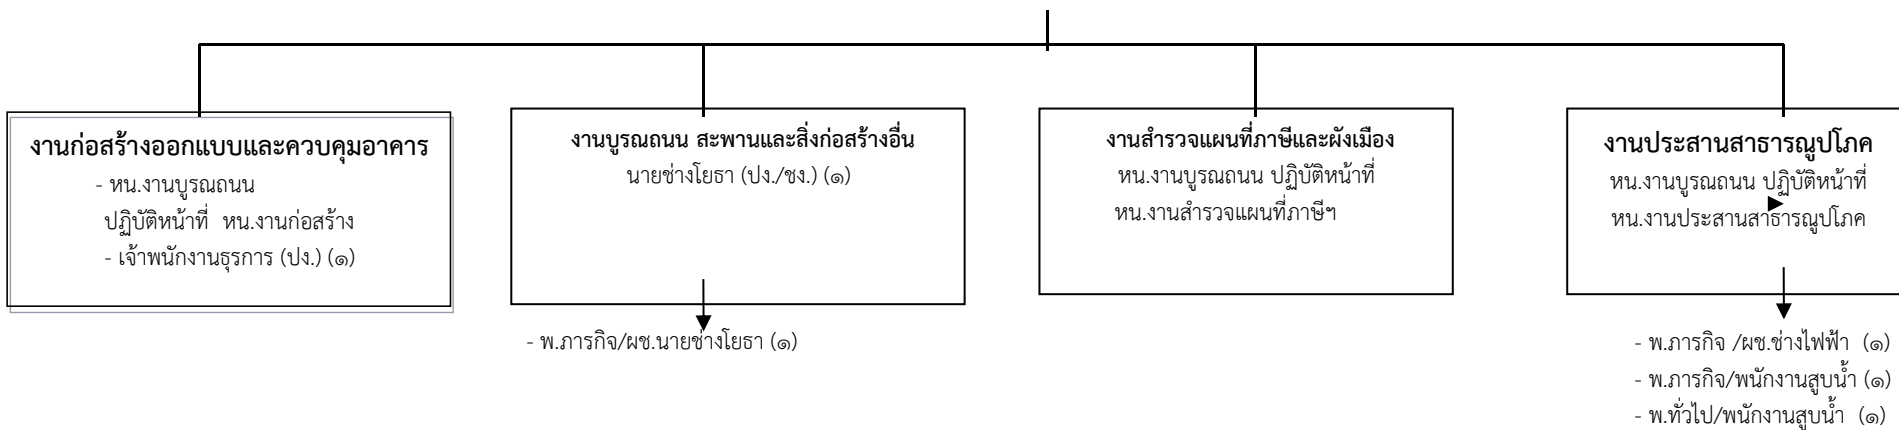 งานก่อสร้างออกแบบและควบคุมอาคาร
- หน.งานบูรณถนน
ปฏิบัติหน้าที่ หน.งานก่อสร้าง
- เจ้าพนักงานธุรการ (ปง.) (๑)
งานบูรณถนน สะพานและสิ่งก่อสร้างอื่น
นายช่างโยธา (ปง./ชง.) (๑)
- พ.ภารกิจ/ผช.นายช่างโยธา (๑)
งานสำรวจแผนที่ภาษีและผังเมือง
หน.งานบูรณถนน ปฏิบัติหน้าที่
หน.งานสำรวจแผนที่ภาษีฯ
งานประสานสาธารณูปโภค
หน.งานบูรณถนน ปฏิบัติหน้าที่
หน.งานประสานสาธารณูปโภค
- พ.ภารกิจ /ผช.ช่างไฟฟ้า (๑)
- พ.ภารกิจ/พนักงานสูบน้ำ (๑)
- พ.ทั่วไป/พนักงานสูบน้ำ (๑)